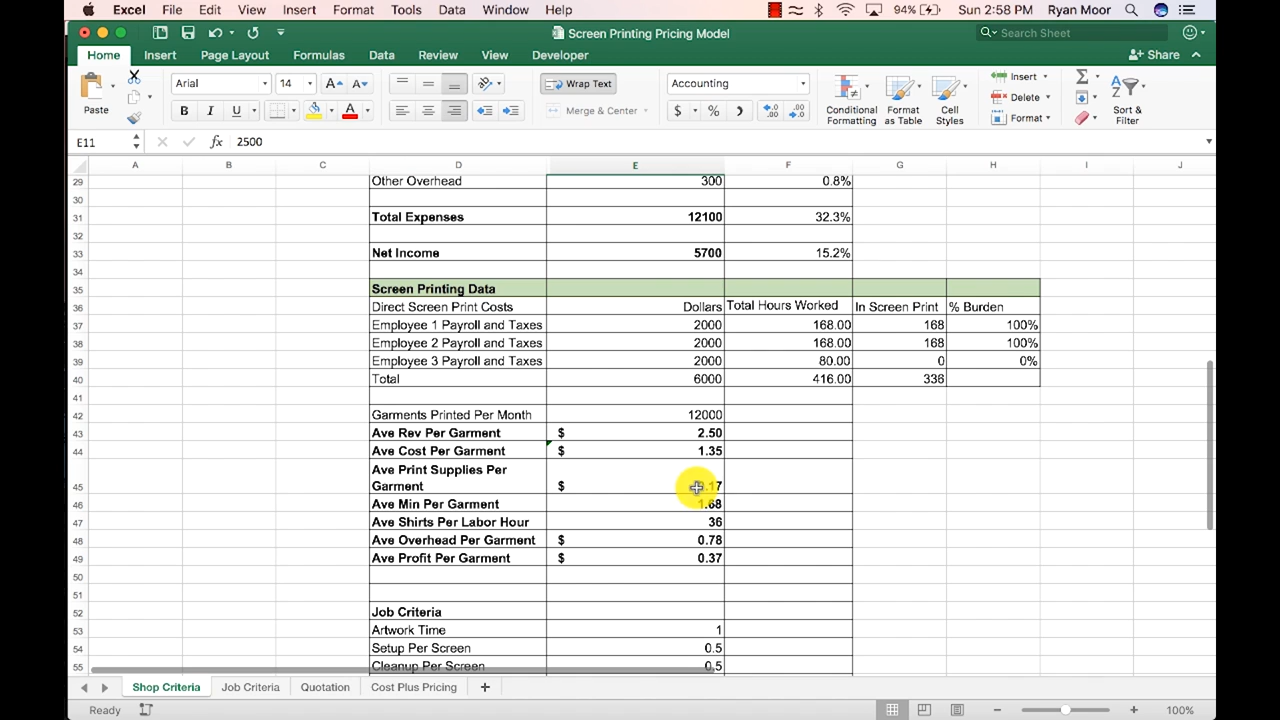 Excel File Edit View Insert Format Tools Data Window Help 94% Sun 2:58 PM Ryan Moor
Screen Printing Pricing Model Search Sheet
Home Insert Page Layout Formulas Data Review View Developer Share
Paste Arial 14 A A Wrap Text Accounting Conditional Formatting Format as Table Cell Styles Insert Delete Format Sort & Filter
B I U A Merge & Center $ % )
E11 fx 2500
A B C D E F G H I J
29 Other Overhead 300 0.8%
30
31 Total Expenses 12100 32.3%
32
33 Net Income 5700 15.2%
34
35 Screen Printing Data
36 Direct Screen Print Costs Dollars Total Hours Worked In Screen Print % Burden
37 Employee 1 Payroll and Taxes 2000 168.00 168 100%
38 Employee 2 Payroll and Taxes 2000 168.00 168 100%
39 Employee 3 Payroll and Taxes 2000 80.00 0 0%
40 Total 6000 416.00 336
41
42 Garments Printed Per Month 12000
43 Ave Rev Per Garment $ 2.50
44 Ave Cost Per Garment $ 1.35
Ave Print Supplies Per
45 Garment $ .17
46 Ave Min Per Garment 1.68
47 Ave Shirts Per Labor Hour 36
48 Ave Overhead Per Garment $ 0.78
49 Ave Profit Per Garment $ 0.37
50
51
52 Job Criteria
53 Artwork Time 1
54 Setup Per Screen 0.5
55 Cleanup Per Screen 0.5
Shop Criteria Job Criteria Quotation Cost Plus Pricing +
Ready 100%